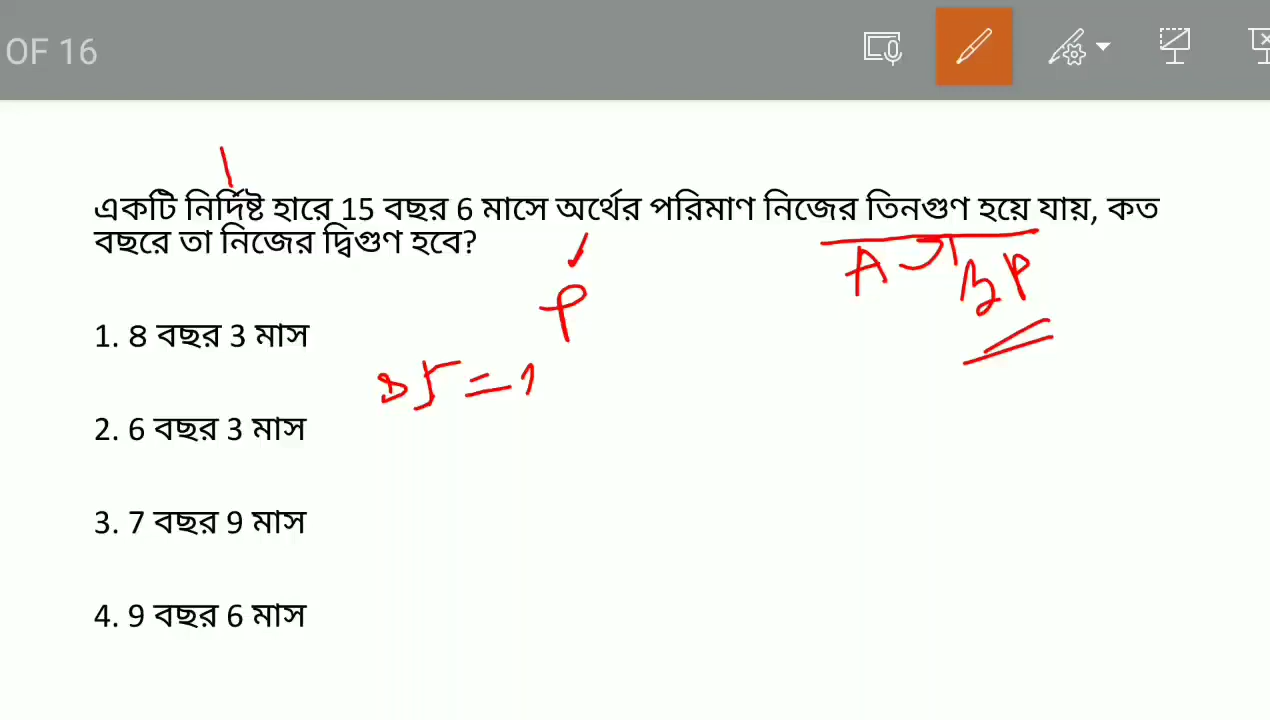 OF 16
একটি নির্দিষ্ট হারে 15 বছর 6 মাসে অর্থের পরিমাণ নিজের তিনগুণ হয়ে যায়, কত
বছরে তা নিজের দ্বিগুণ হবে?
A
P
1. ৪ বছর 3 মাস
2. 6 বছর 3 মাস
3. 7 বছর 9 মাস
4. 9 বছর 6 মাস